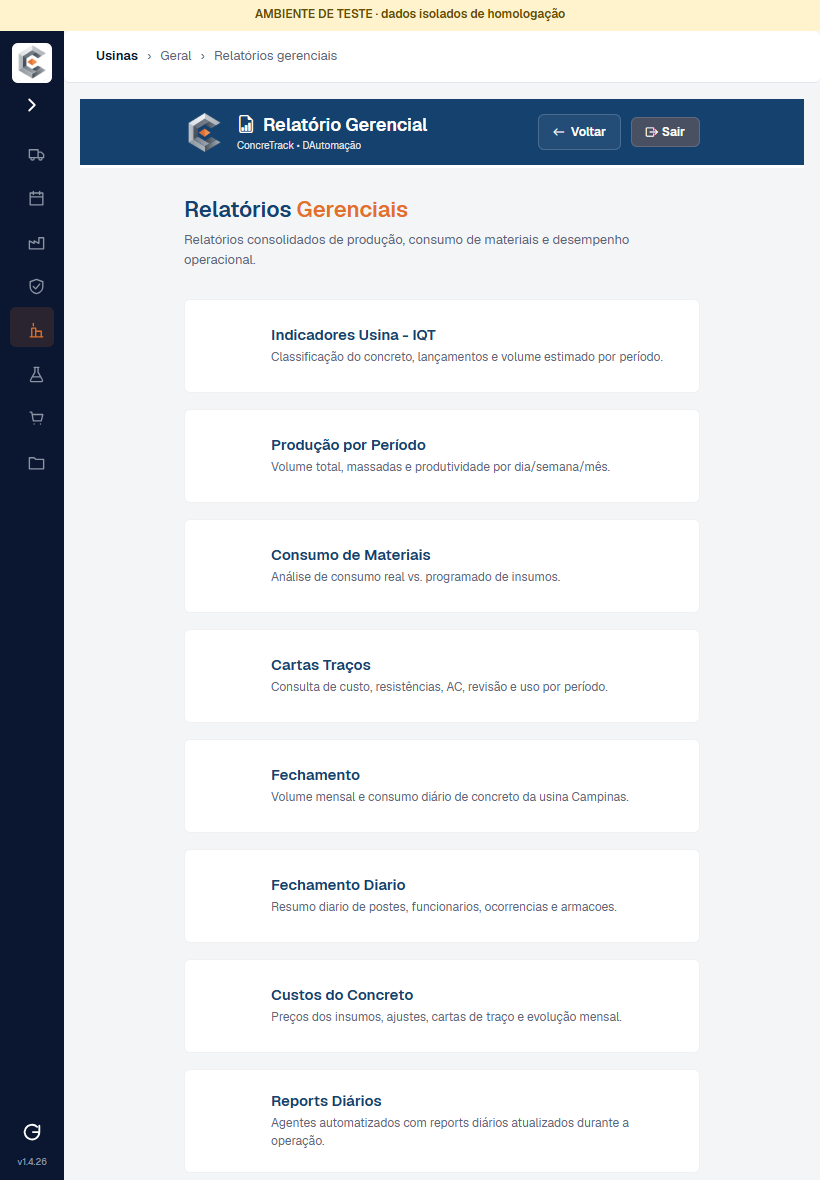 AMBIENTE DE TESTE · dados isolados de homologação
Usinas › Geral › Relatórios gerenciais
Relatório Gerencial
ConcreTrack • DAutomação
← Voltar
Sair
Relatórios Gerenciais
Relatórios consolidados de produção, consumo de materiais e desempenho
operacional.
Indicadores Usina - IQT
Classificação do concreto, lançamentos e volume estimado por período.
Produção por Período
Volume total, massadas e produtividade por dia/semana/mês.
Consumo de Materiais
Análise de consumo real vs. programado de insumos.
Cartas Traços
Consulta de custo, resistências, AC, revisão e uso por período.
Fechamento
Volume mensal e consumo diário de concreto da usina Campinas.
Fechamento Diario
Resumo diario de postes, funcionarios, ocorrencias e armacoes.
Custos do Concreto
Preços dos insumos, ajustes, cartas de traço e evolução mensal.
Reports Diários
Agentes automatizados com reports diários atualizados durante a
operação.
v1.4.26